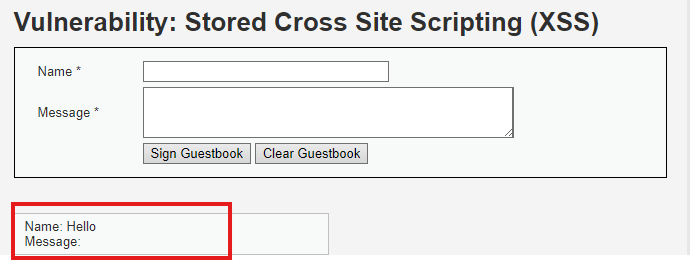 Vulnerability: Stored Cross Site Scripting (XSS)
Name *
Message *
Sign Guestbook Clear Guestbook
Name: Hello
Message: